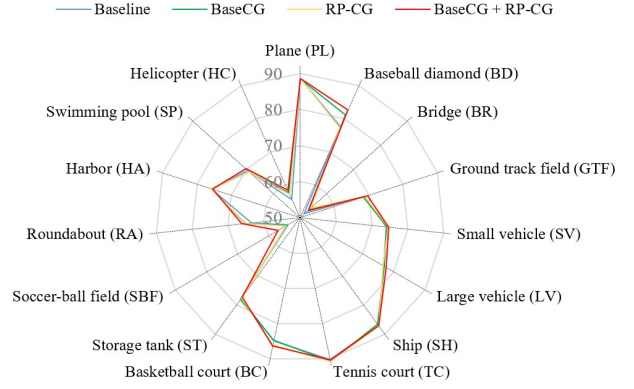 Baseline BaseCG RP-CG BaseCG + RP-CG
Plane (PL)
Helicopter (HC) 90 Baseball diamond (BD)
Swimming pool (SP) 80 Bridge (BR)
70
Harbor (HA) 60 Ground track field (GTF)
50
Roundabout (RA) Small vehicle (SV)
Soccer-ball field (SBF) Large vehicle (LV)
Storage tank (ST) Ship (SH)
Basketball court (BC) Tennis court (TC)